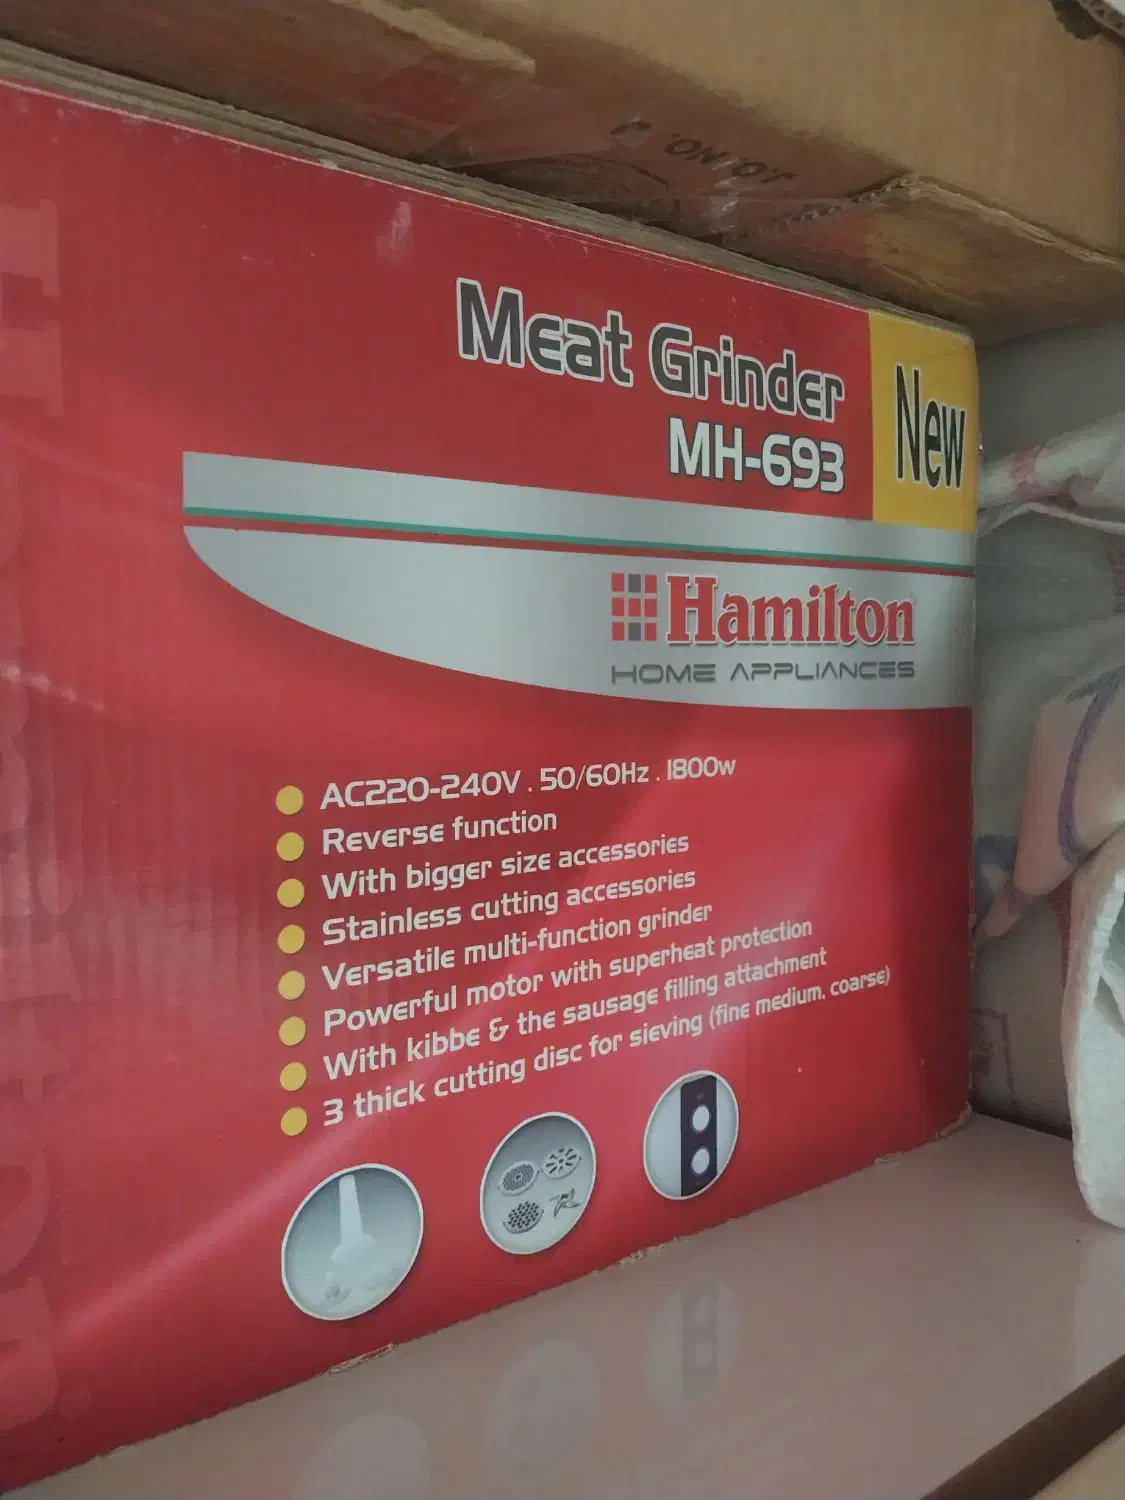 Meat Grinder
MH-693
New
Hamilton
HOME APPLIANCES
AC220-240V . 50/60Hz . 1800w
Reverse function
With bigger size accessories
Stainless cutting accessories
Versatile multi-function grinder
Powerful motor with superheat protection
With kibbe & the sausage filling attachment
3 thick cutting disc for sieving (fine medium, coarse)